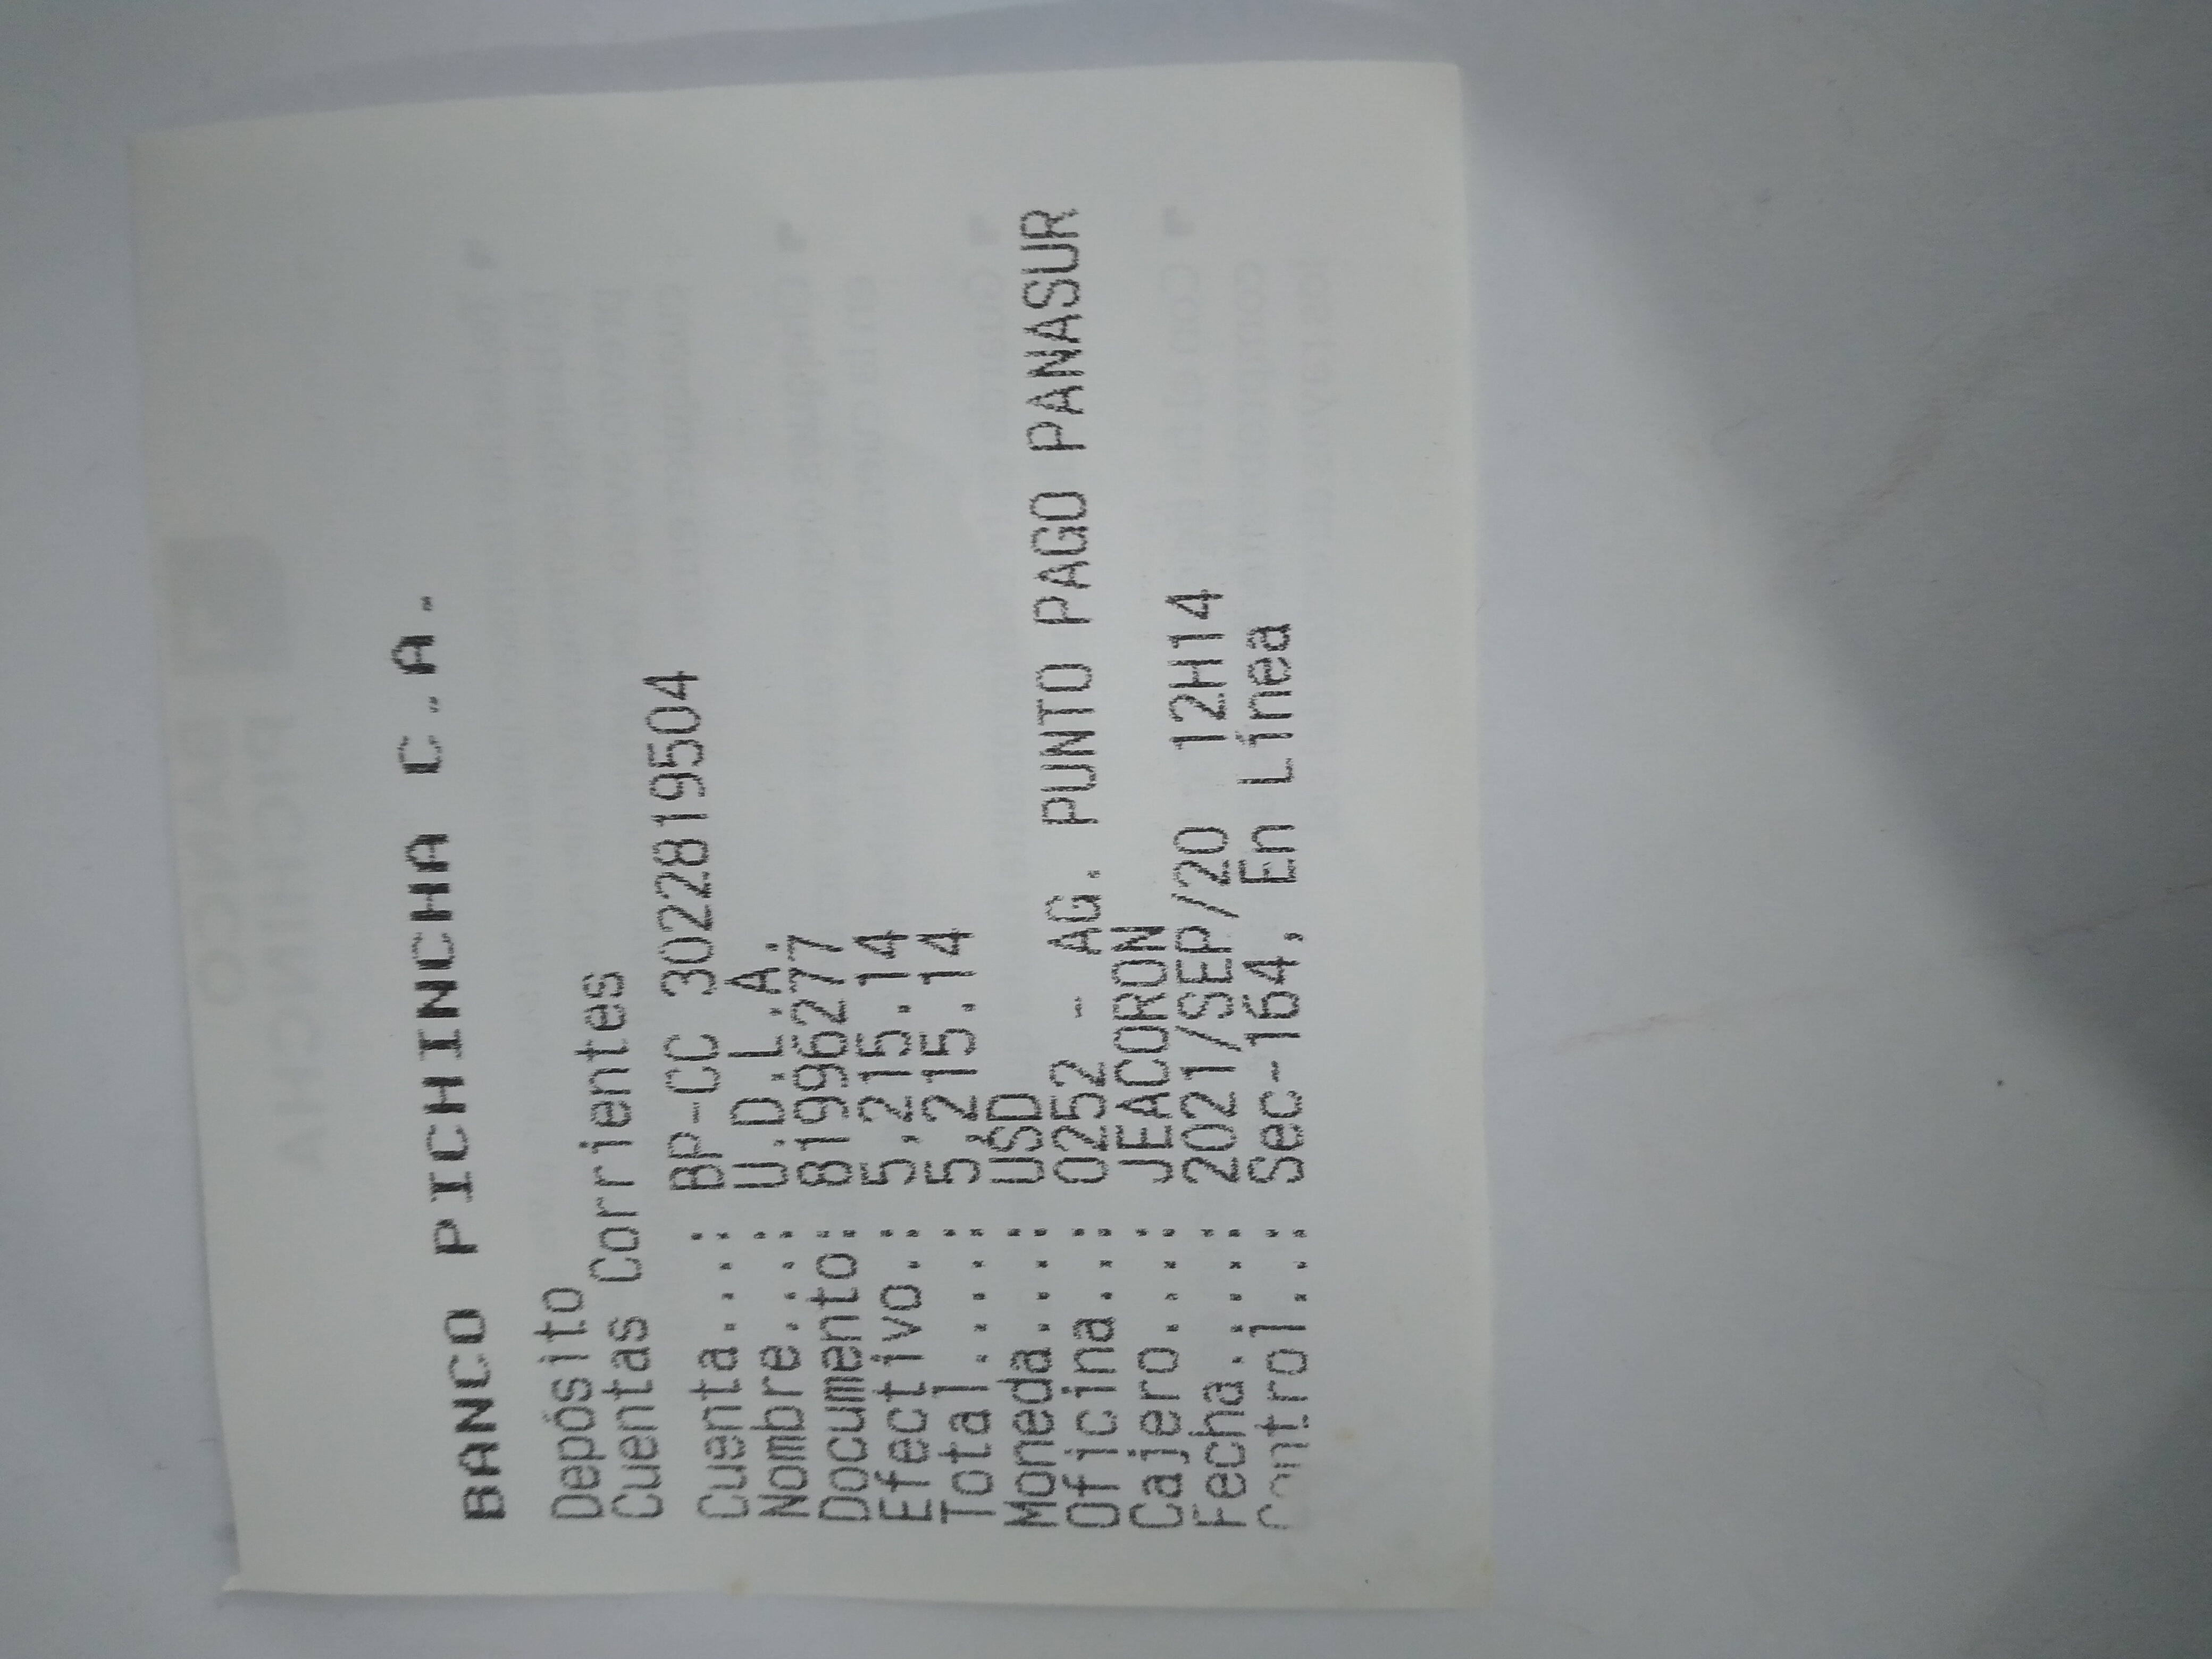 BANCO PICHINCHA C.A.
Depósito
Cuentas Corrientes
Cuenta....: BP-CC 3022819504
Nombre....: U.D.L.A.
Documento: 81996277
Efectivo..: 5,215.14
Total.....: 5,215.14
Moneda....: USD
Oficina...: 0252 - AG. PUNTO PAGO PANASUR
Cajero....: JEACORON
Fecha.....: 2021/SEP/20 12H14
Control...: Sec-164, En Línea